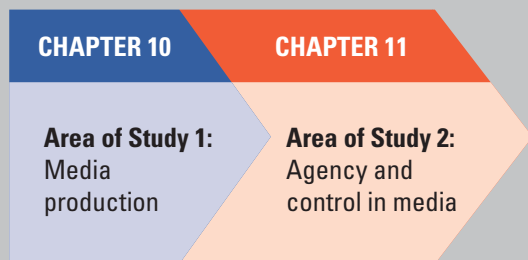 CHAPTER 10
CHAPTER 11
Area of Study 1:
Media
production
Area of Study 2:
Agency and
control in media